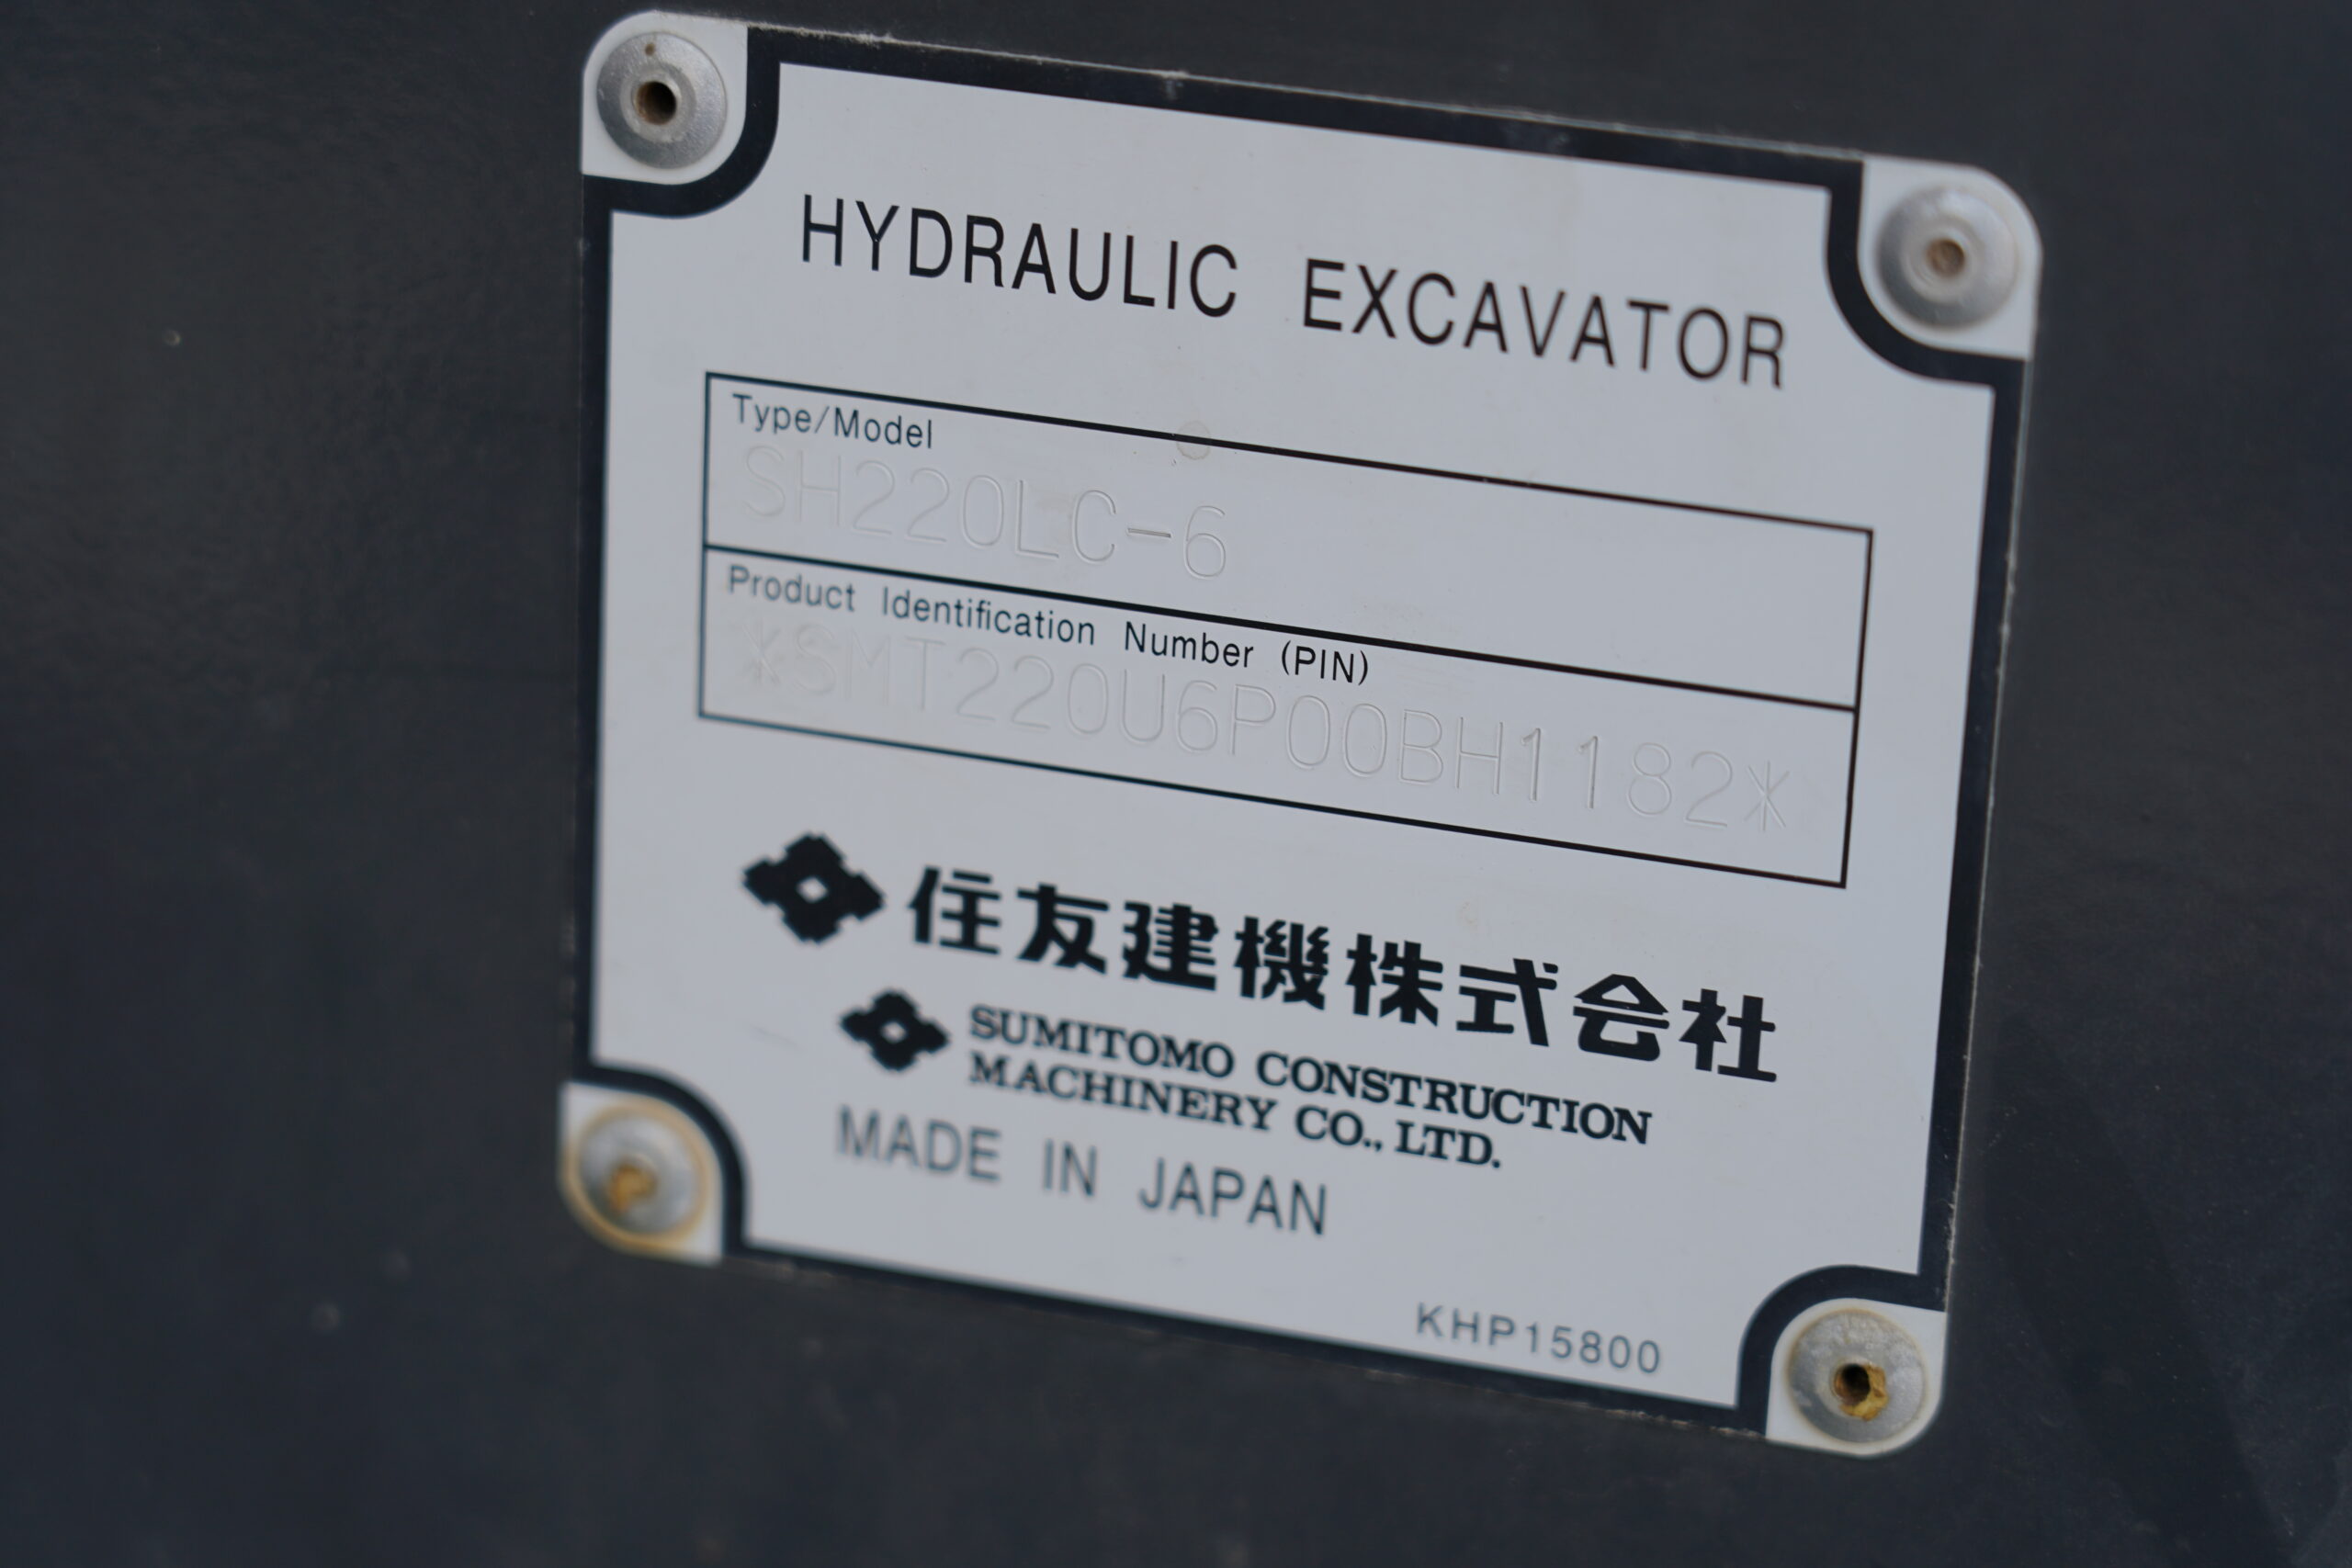 HYDRAULIC EXCAVATOR
Type/Model
SH220LC-6
Product Identification Number (PIN)
*SMT220U6P00BH1182*
住友建機株式会社
SUMITOMO CONSTRUCTION
MACHINERY CO., LTD.
MADE IN JAPAN
KHP15800